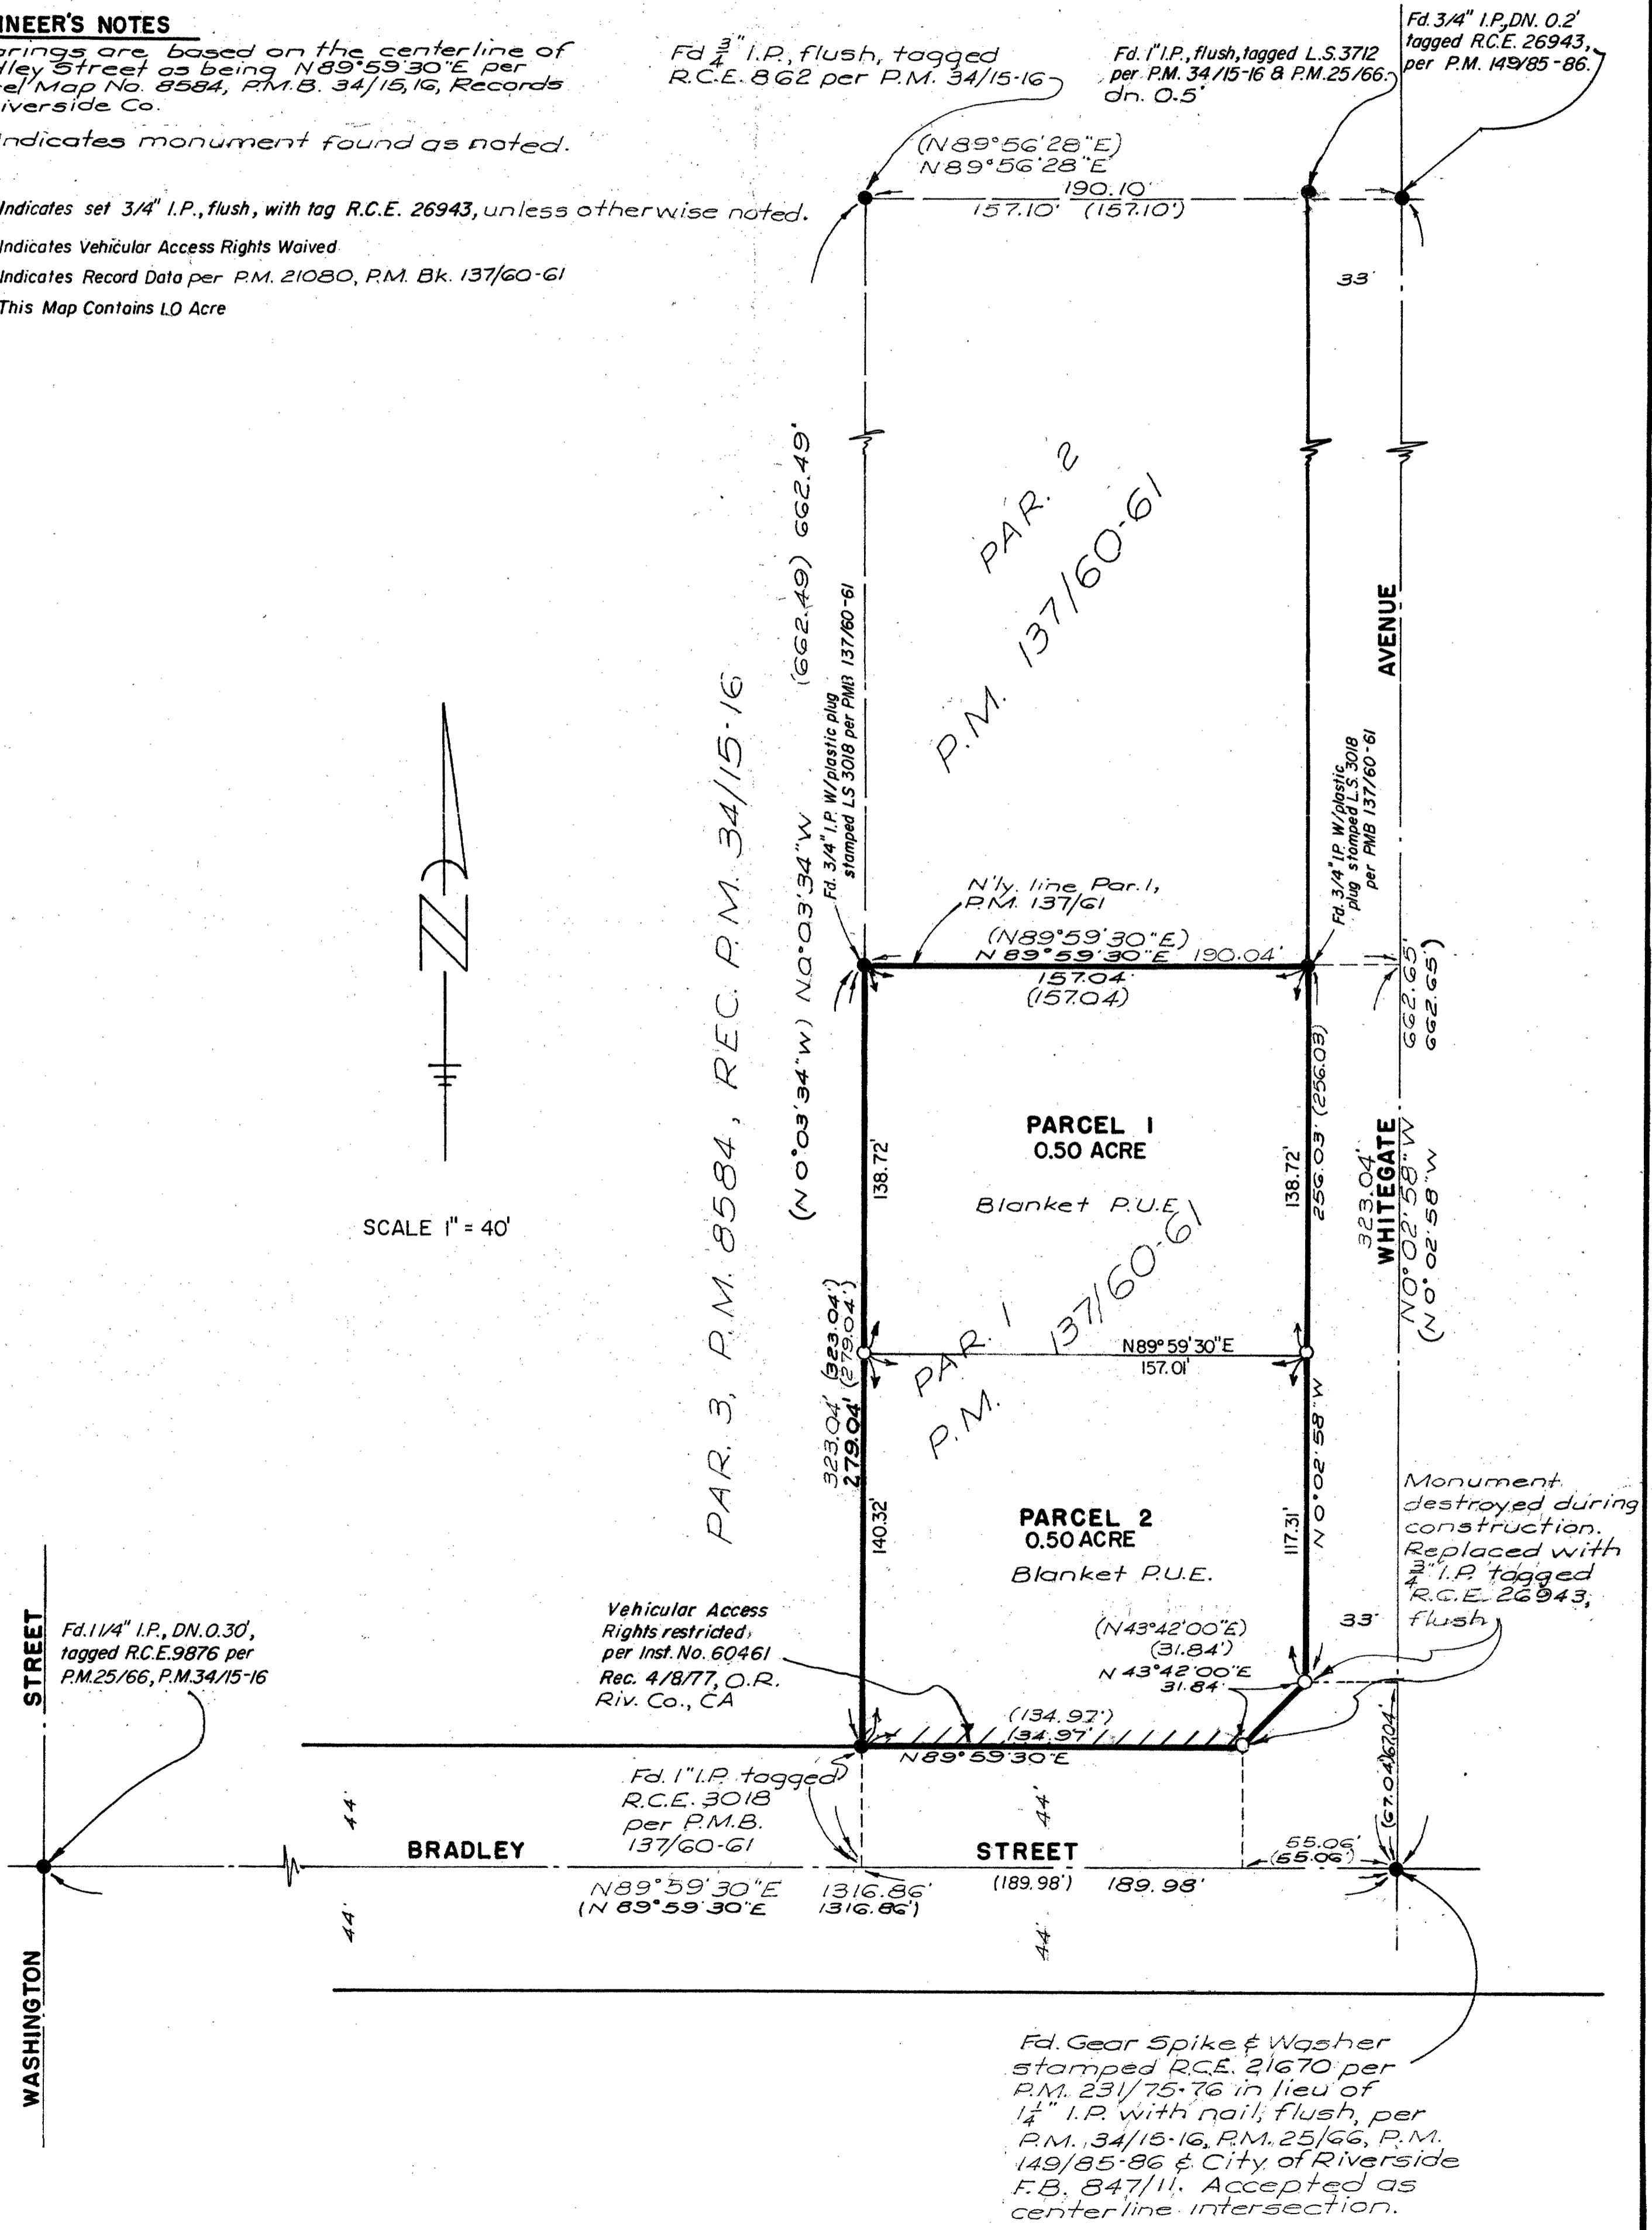 INEER'S NOTES
arings are based on the centerline of
lley Street as being N89°59'30"E per
el Map No. 8584, P.M.B. 34/15,16, Records
iverside Co.
Indicates monument found as noted.
Indicates set 3/4" I.P., flush, with tag R.C.E. 26943, unless otherwise noted.
Indicates Vehicular Access Rights Waived
Indicates Record Data per P.M. 21080, P.M. Bk. 137/60-61
This Map Contains 1.0 Acre
Fd 3/4" I.P., flush, tagged
R.C.E. 862 per P.M. 34/15-16
Fd. 1" I.P., flush, tagged L.S. 3712
per P.M. 34/15-16 & P.M. 25/66.
dn. 0.5'
Fd. 3/4" I.P., DN. 0.2'
tagged R.C.E. 26943,
per P.M. 149/85-86.
(N89°56'28"E)
N89°56'28"E
190.10'
157.10' (157.10')
33'
PAR. 2
P.M. 137/60-61
AVENUE
(N0°03'34"W) N0°03'34"W (662.49) 662.49'
Fd. 3/4" I.P. W/plastic plug
stamped LS 3018 per PMB 137/60-61
PAR. 3, P.M. 8584, REC. P.M. 34/15-16
Fd. 3/4" I.P. W/plastic
plug stamped L.S. 3018
per PMB 137/60-61
N'ly. line Par. 1,
P.M. 137/61
(N89°59'30"E)
N 89°59'30"E 190.04'
157.04'
(157.04)
662.65'
662.65')
PARCEL 1
0.50 ACRE
Blanket P.U.E.
138.72'
138.72'
256.03' (256.03)
323.04'
WHITEGATE
N0°02'58"W
(N0°02'58"W
SCALE 1" = 40'
PAR. 1
P.M. 137/60-61
N89°59'30"E
157.01'
323.04' (323.04')
279.04' (279.04')
140.32'
117.31'
N0°02'58"W
PARCEL 2
0.50 ACRE
Blanket P.U.E.
Monument
destroyed during
construction.
Replaced with
3/4" I.P. tagged
R.C.E. 26943,
flush
33'
(N43°42'00"E)
(31.84')
N 43°42'00"E
31.84'
Vehicular Access
Rights restricted,
per Inst. No. 60461
Rec. 4/8/77, O.R.
Riv. Co., CA
STREET
Fd. 1 1/4" I.P., DN. 0.30',
tagged R.C.E. 9876 per
P.M. 25/66, P.M. 34/15-16
(134.97')
134.97'
N89°59'30"E
(67.04) 67.04'
Fd. 1" I.P. tagged
R.C.E. 3018
per P.M.B.
137/60-61
44'
44'
BRADLEY
STREET
55.06'
(55.06')
N89°59'30"E 1316.86'
(N 89°59'30"E 1316.86')
(189.98') 189.98'
44'
44'
WASHINGTON
Fd. Gear Spike & Washer
stamped R.C.E. 21670 per
P.M. 231/75-76 in lieu of
1 1/4" I.P. with nail, flush, per
P.M. 34/15-16, P.M. 25/66, P.M.
149/85-86 & City of Riverside
F.B. 847/11. Accepted as
centerline intersection.